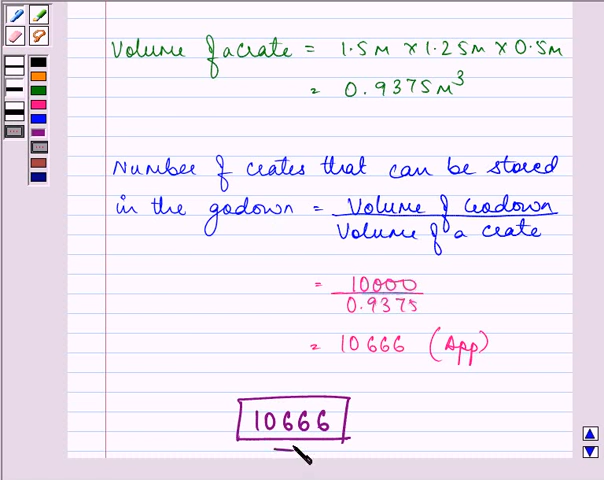 Volume of a crate = 1.5m × 1.25m × 0.5m
= 0.9375m³
Number of crates that can be stored
in the godown = Volume of Godown
Volume of a crate
= 10000
0.9375
= 10666 (App)
10666